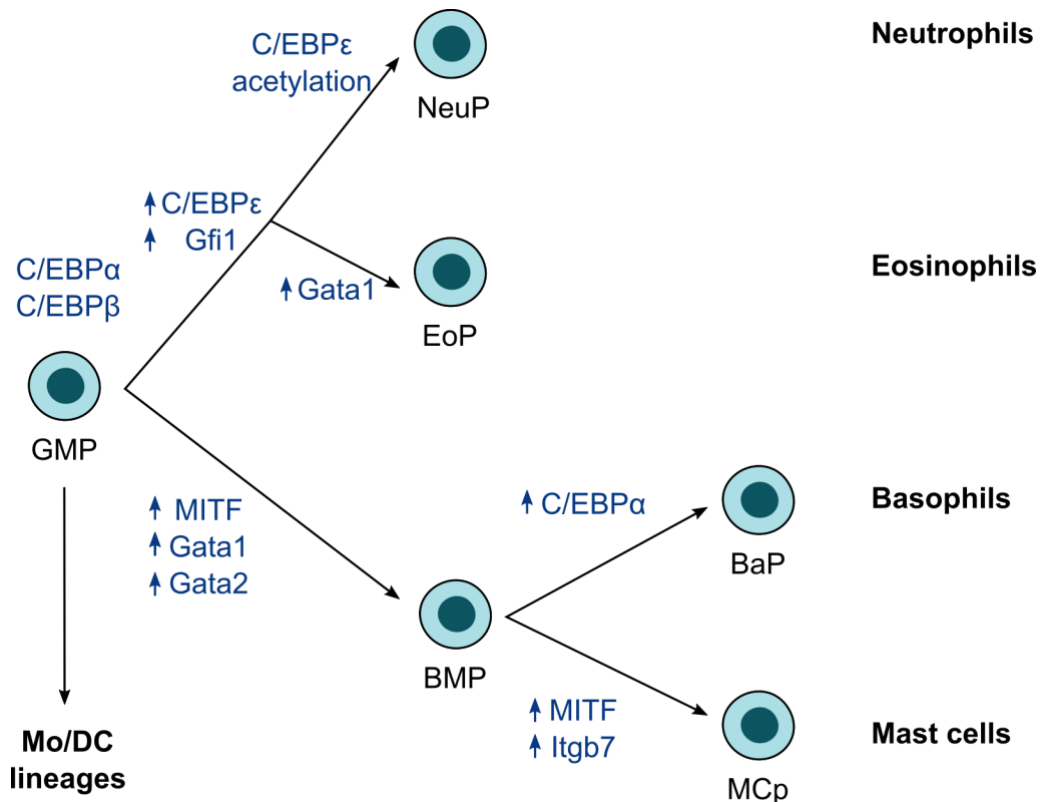 C/EBPε
acetylation
Neutrophils
NeuP
C/EBPε
Gfi1
C/EBPα
C/EBPβ
Gata1
Eosinophils
EoP
GMP
MITF
Gata1
Gata2
C/EBPα
Basophils
BaP
BMP
MITF
Itgb7
Mast cells
MCp
Mo/DC
lineages